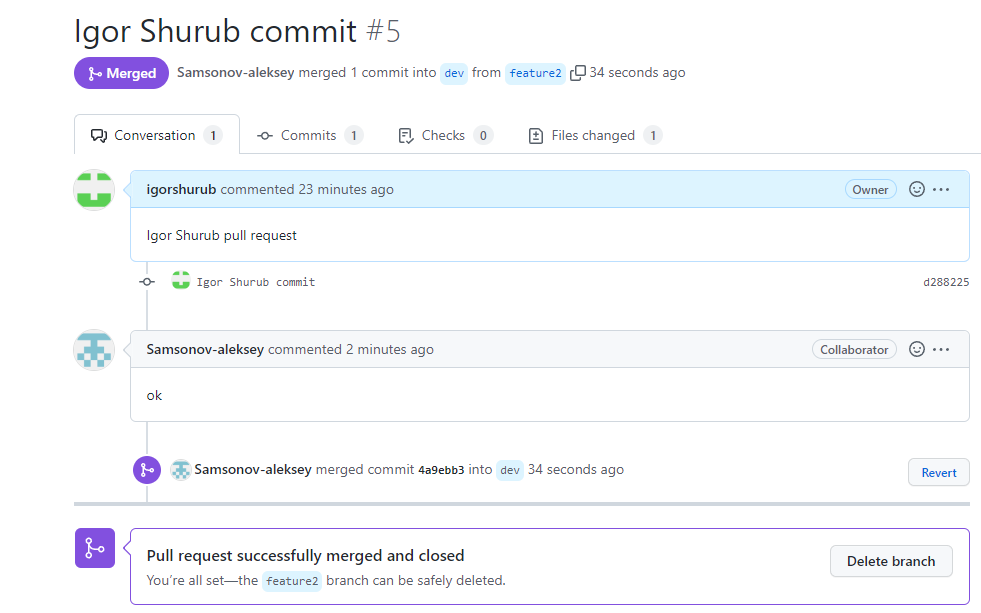 Igor Shurub commit #5
Merged Samsonov-aleksey merged 1 commit into dev from feature2 34 seconds ago
Conversation 1 Commits 1 Checks 0 Files changed 1
igorshurub commented 23 minutes ago Owner
Igor Shurub pull request
Igor Shurub commit d288225
Samsonov-aleksey commented 2 minutes ago Collaborator
ok
Samsonov-aleksey merged commit 4a9ebb3 into dev 34 seconds ago Revert
Pull request successfully merged and closed
You're all set—the feature2 branch can be safely deleted.
Delete branch